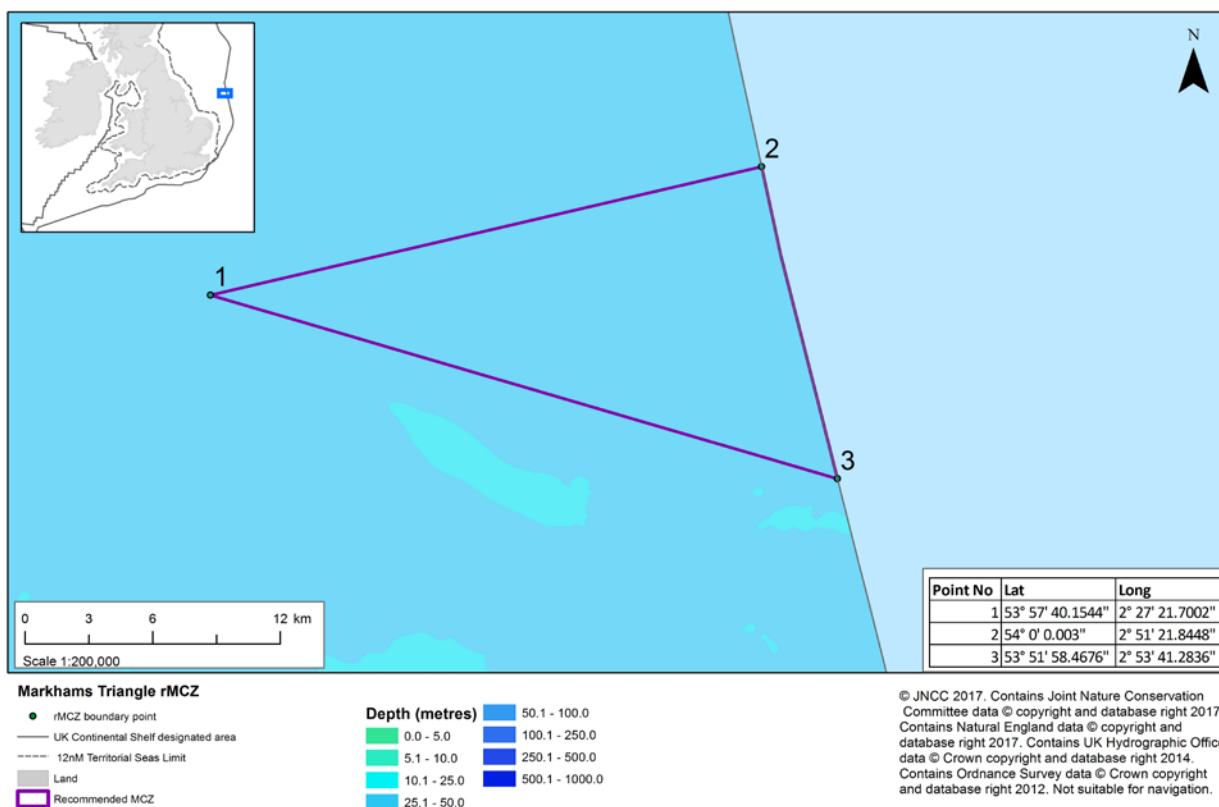 N
2
1
3
0 3 6 12 km
Scale 1:200,000
Point No Lat Long
1 53° 57' 40.1544" 2° 27' 21.7002"
2 54° 0' 0.003" 2° 51' 21.8448"
3 53° 51' 58.4676" 2° 53' 41.2836"
Markhams Triangle rMCZ
rMCZ boundary point
UK Continental Shelf designated area
12nM Territorial Seas Limit
Land
Recommended MCZ
Depth (metres)
0.0 - 5.0
5.1 - 10.0
10.1 - 25.0
25.1 - 50.0
50.1 - 100.0
100.1 - 250.0
250.1 - 500.0
500.1 - 1000.0
© JNCC 2017. Contains Joint Nature Conservation
Committee data © copyright and database right 2017
Contains Natural England data © copyright and
database right 2017. Contains UK Hydrographic Office
data © Crown copyright and database right 2014.
Contains Ordnance Survey data © Crown copyright
and database right 2012. Not suitable for navigation.